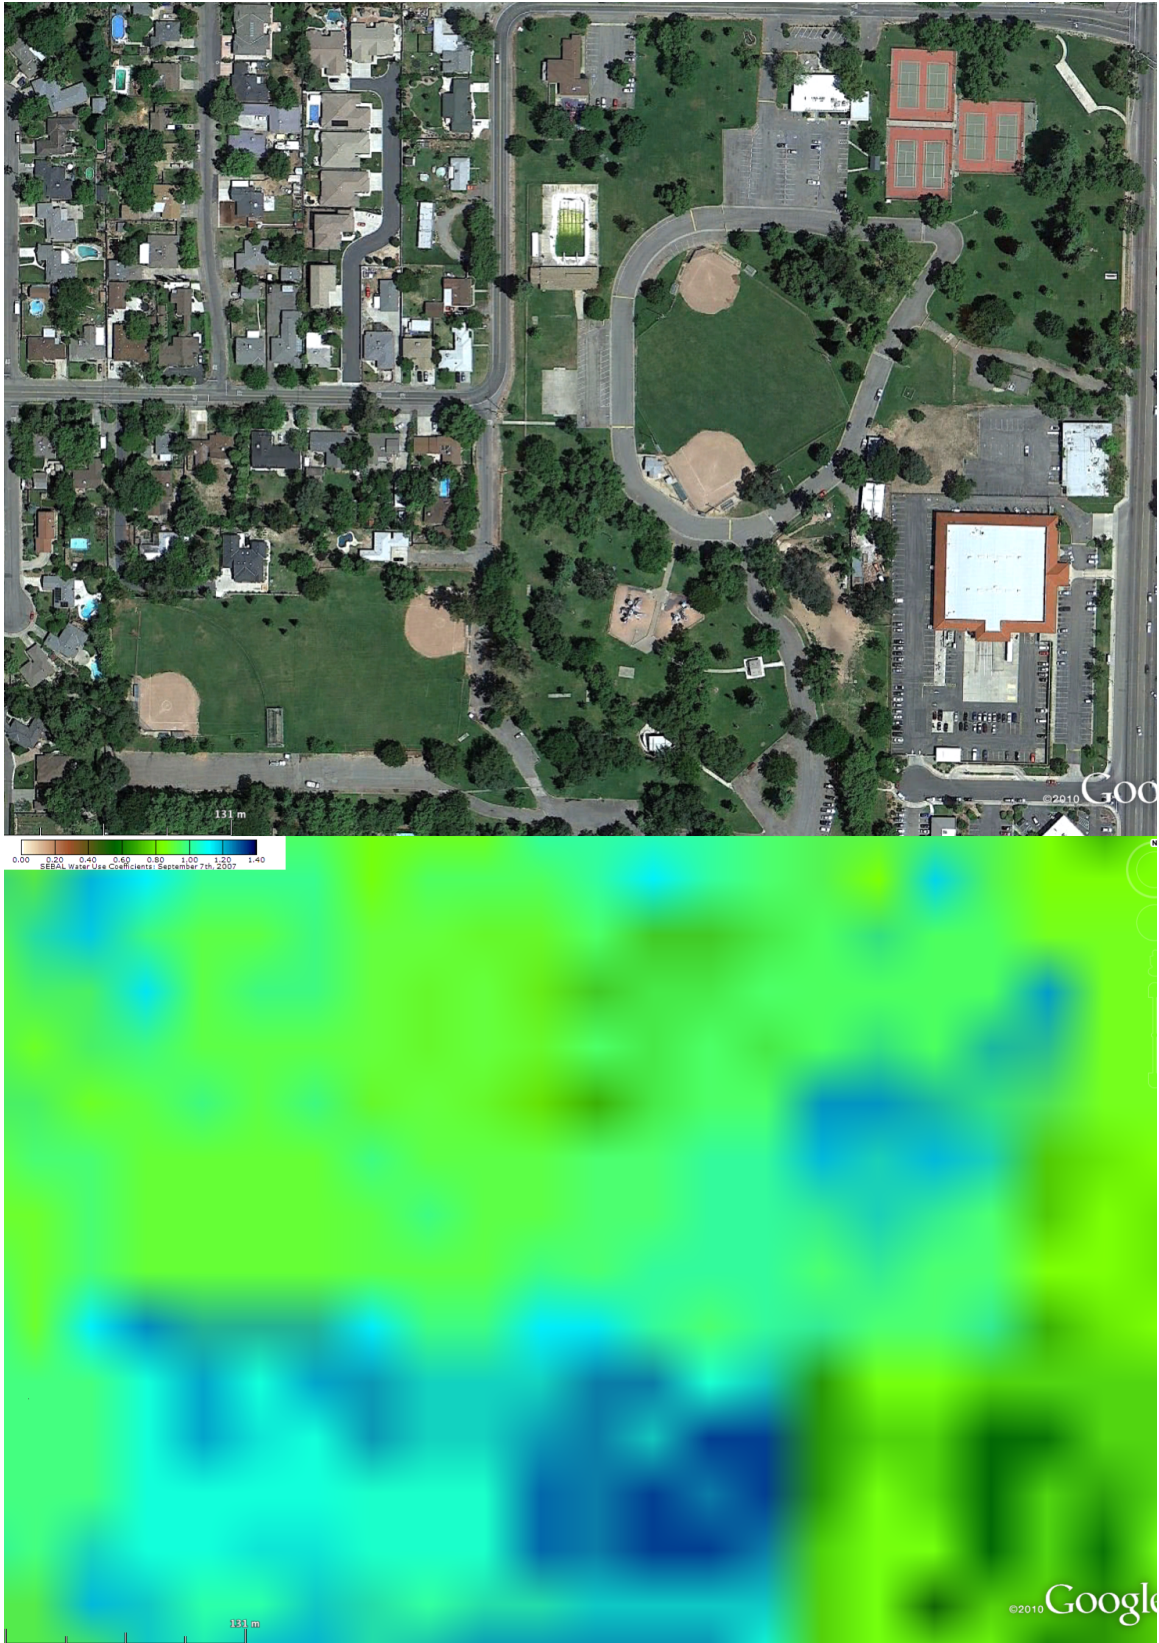 131 m
©2010 Goo
0.00 0.20 0.40 0.60 0.80 1.00 1.20 1.40
SEBAL Water Use Coefficients: September 7th, 2007
N
131 m
©2010 Google